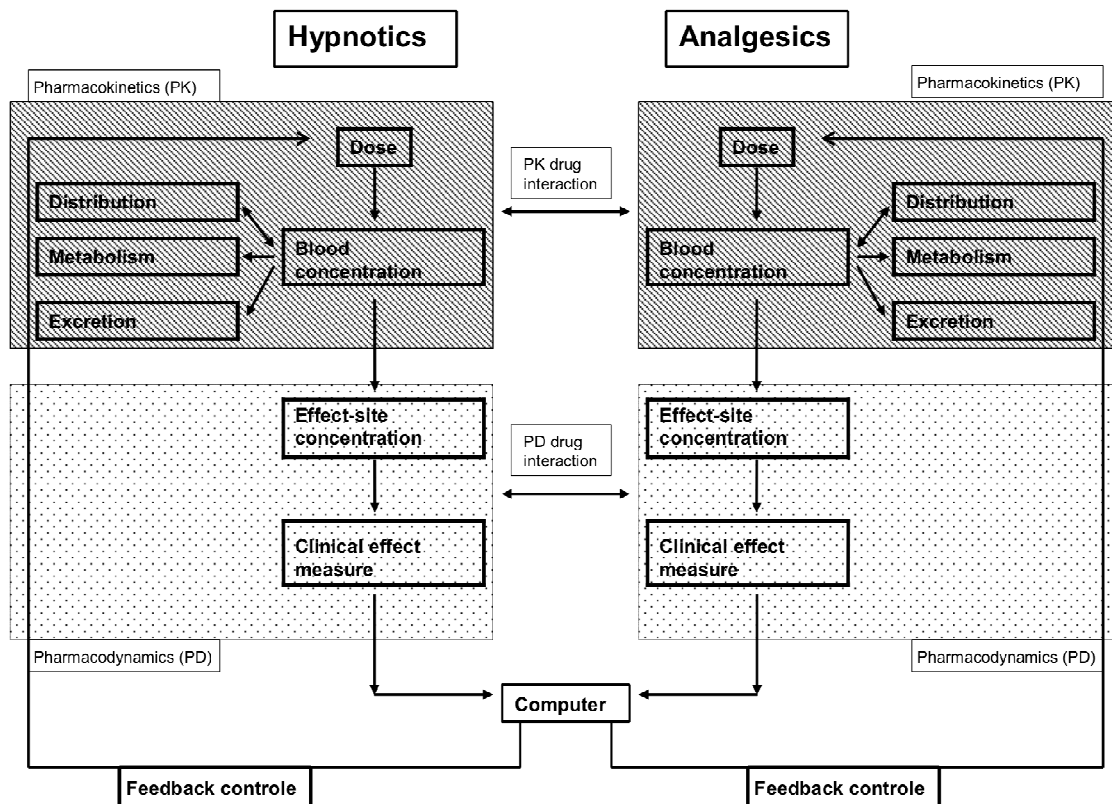 Hypnotics
Analgesics
Pharmacokinetics (PK)
Pharmacokinetics (PK)
Dose
Distribution
Metabolism
Excretion
Blood
concentration
PK drug
interaction
Dose
Blood
concentration
Distribution
Metabolism
Excretion
Effect-site
concentration
Clinical effect
measure
PD drug
interaction
Effect-site
concentration
Clinical effect
measure
Pharmacodynamics (PD)
Pharmacodynamics (PD)
Computer
Feedback controle
Feedback controle